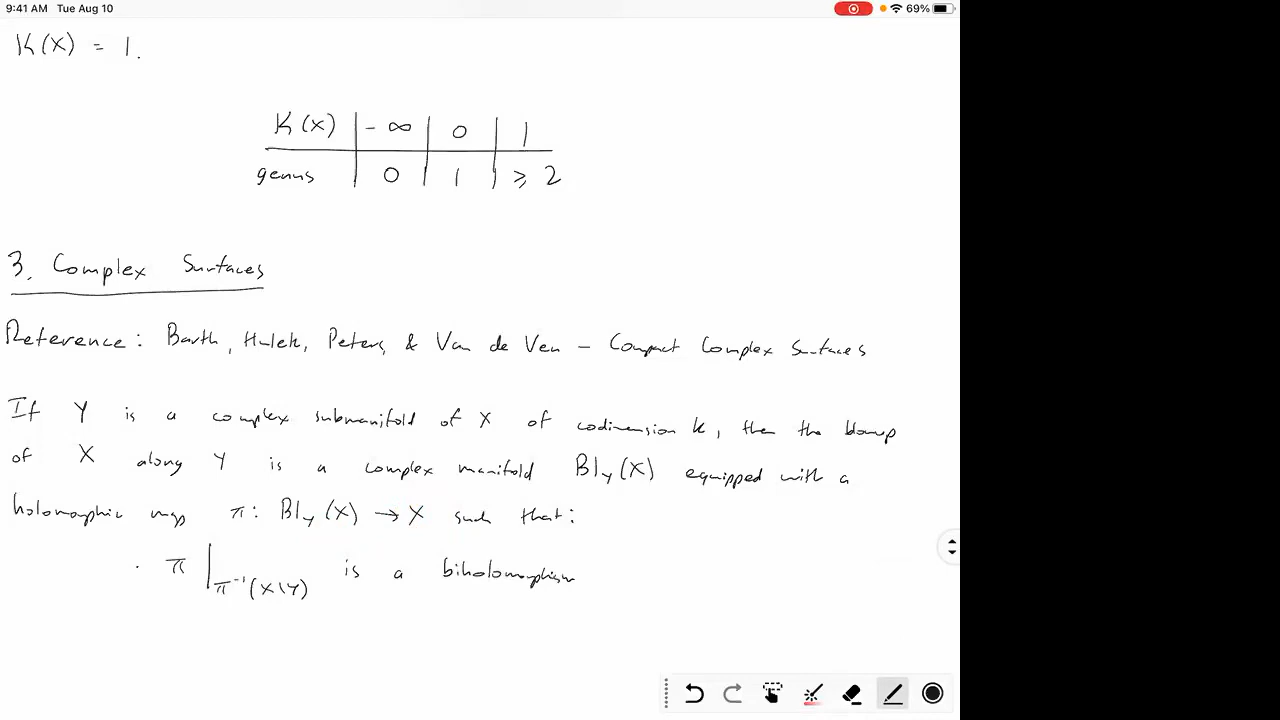 9:41 AM Tue Aug 10
69%
K(X) = 1.
K(X) | -∞ | 0 | 1
genus | 0 | 1 | ≥ 2
3. Complex Surfaces
Reference: Barth, Hulek, Peters, & Van de Ven - Compact Complex Surfaces
If Y is a complex submanifold of X of codimension k, then the blowup
of X along Y is a complex manifold Bl_Y(X) equipped with a
holomorphic map π: Bl_Y(X) → X such that:
· π|_{π⁻¹(X\Y)} is a biholomorphism